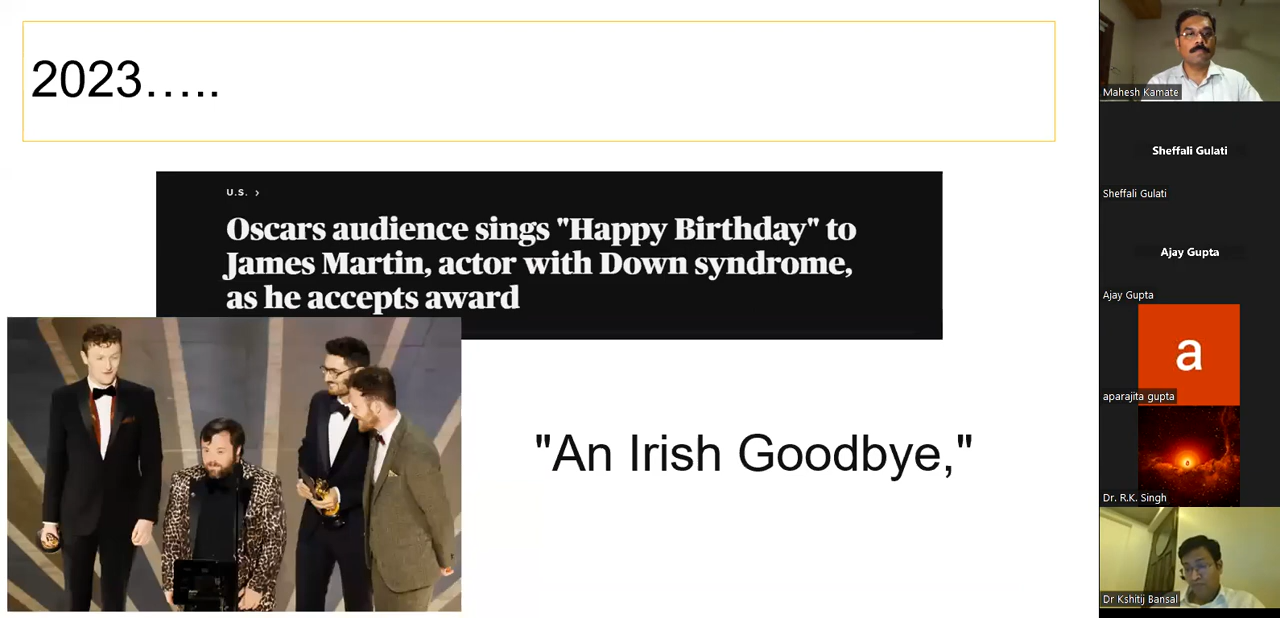 2023…..
U.S. ›
Oscars audience sings "Happy Birthday" to
James Martin, actor with Down syndrome,
as he accepts award
"An Irish Goodbye,"
Mahesh Kamate
Sheffali Gulati
Sheffali Gulati
Ajay Gupta
Ajay Gupta
a
aparajita gupta
Dr. R.K. Singh
Dr Kshitij Bansal